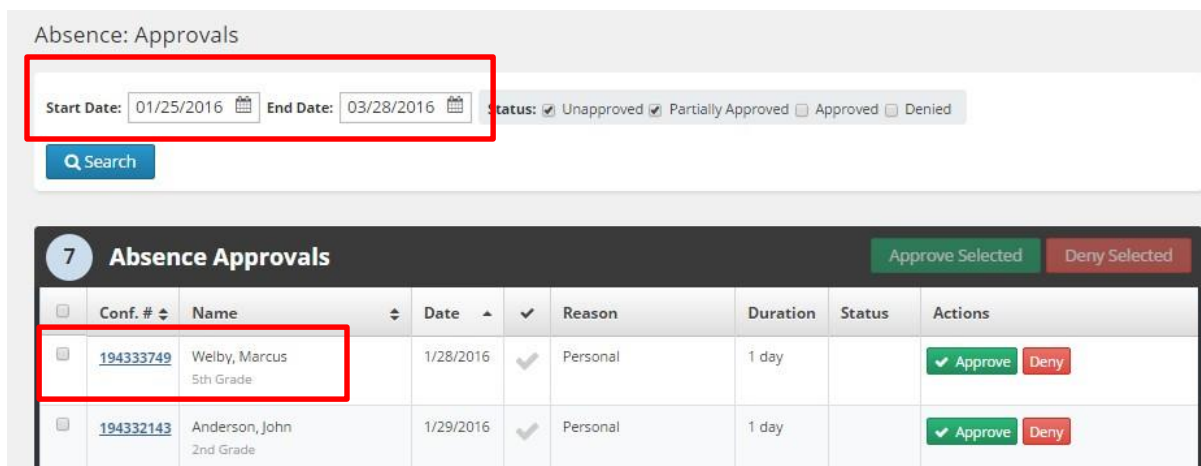 Absence: Approvals
Start Date: 01/25/2016 End Date: 03/28/2016 Status: Unapproved Partially Approved Approved Denied
Search
7 Absence Approvals Approve Selected Deny Selected
Conf. # Name Date Reason Duration Status Actions
194333749 Welby, Marcus 1/28/2016 Personal 1 day Approve Deny
5th Grade
194332143 Anderson, John 1/29/2016 Personal 1 day Approve Deny
2nd Grade